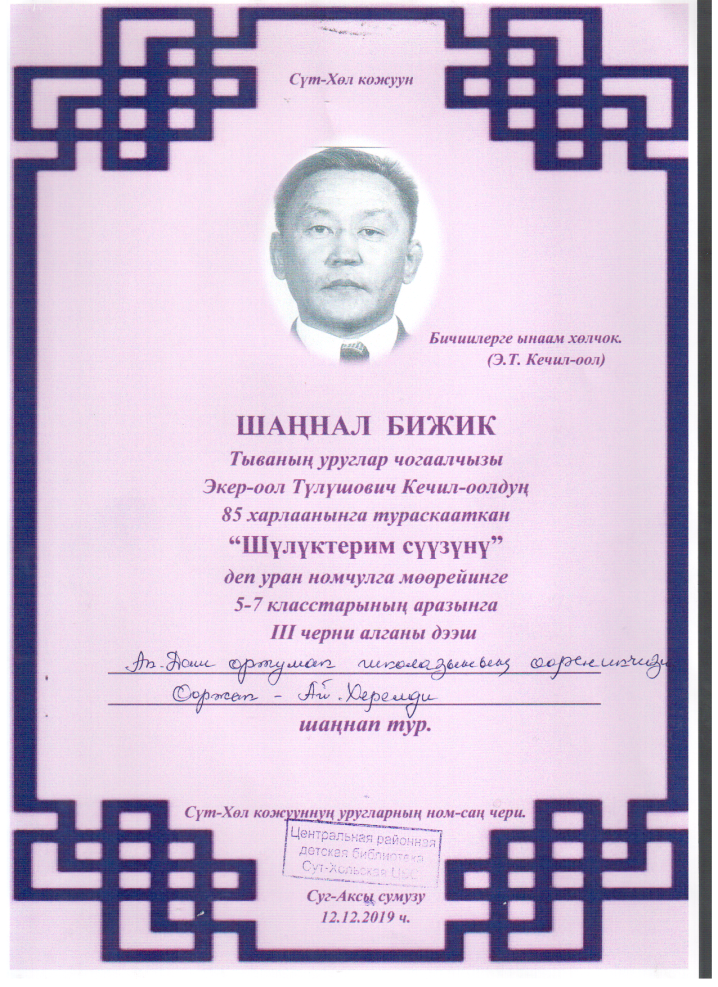 Сүт-Хөл кожуун
Бичиилерге ынаам хөлчок.
(Э.Т. Кечил-оол)
ШАҢНАЛ БИЖИК
Тываның уруглар чогаалчызы
Экер-оол Түлүшович Кечил-оолдуң
85 харлаанынга тураскааткан
“Шүлүктерим сүүзүнү”
деп уран номчулга мөөрейинге
5-7 класстарының аразынга
III черни алганы дээш
Ак-Даш ортумак школазының өөреникчизи
Ооржак - Ай.Херелди
шаңнап тур.
Сүт-Хөл кожууннуң уругларның ном-саң чери.
Центральная районная
детская библиотека
Сут-Хольская ЦБС
Суг-Аксы сумузу
12.12.2019 ч.